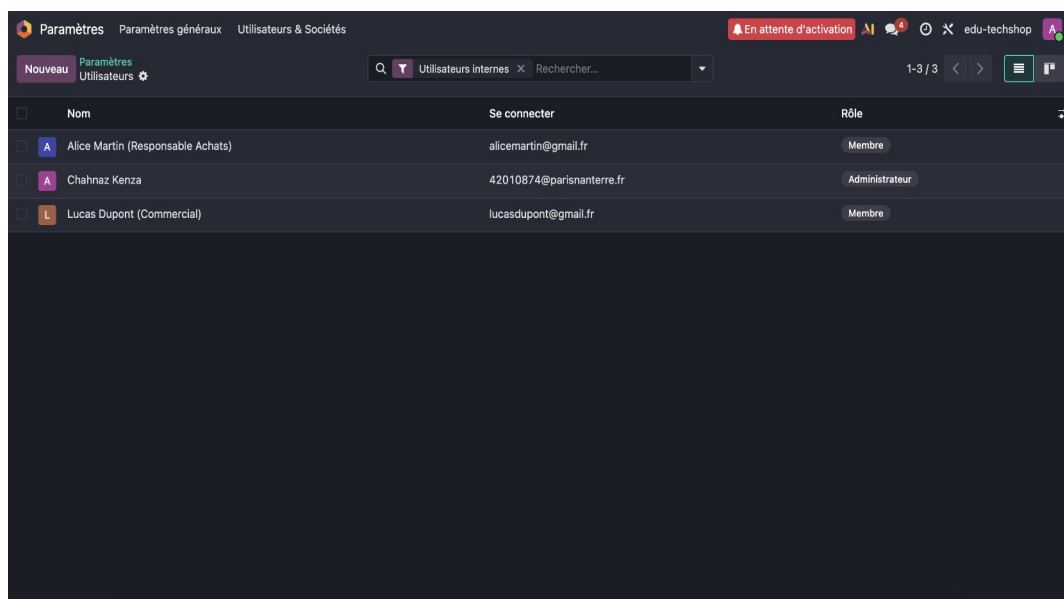 Paramètres Paramètres généraux Utilisateurs & Sociétés En attente d'activation AI 4 edu-techshop A
Nouveau Paramètres
Utilisateurs Utilisateurs internes × Rechercher... 1-3 / 3
Nom Se connecter Rôle
A Alice Martin (Responsable Achats) alicemartin@gmail.fr Membre
A Chahnaz Kenza 42010874@parisnanterre.fr Administrateur
L Lucas Dupont (Commercial) lucasdupont@gmail.fr Membre